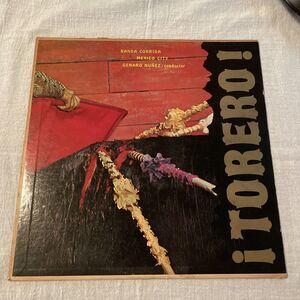 BANDA CORRIDA
MEXICO CITY
GENARO NUÑEZ/conductor
¡TORERO!